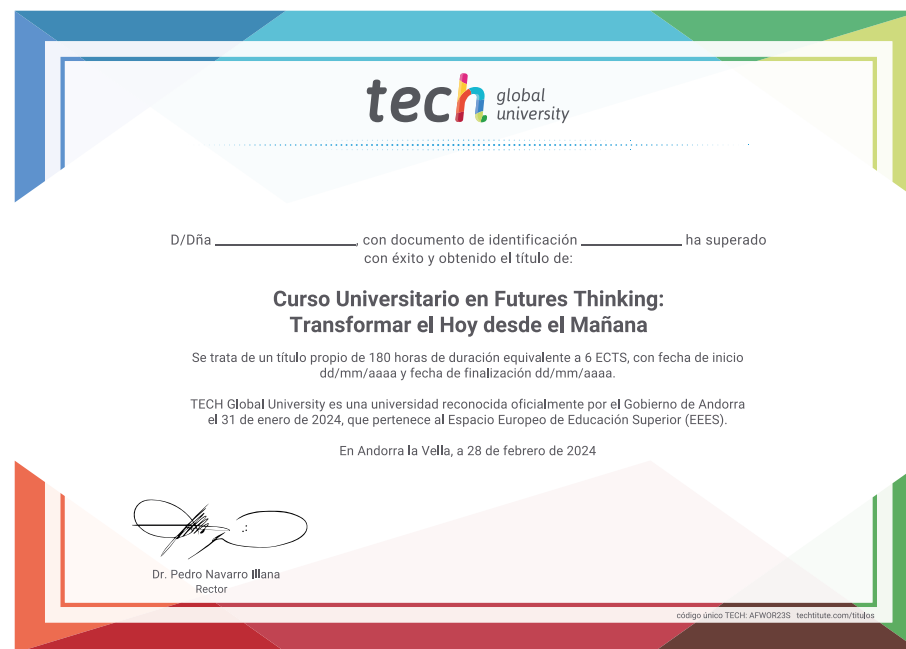 tech global university
D/Dña ____________________, con documento de identificación ______________ ha superado
con éxito y obtenido el título de:
Curso Universitario en Futures Thinking:
Transformar el Hoy desde el Mañana
Se trata de un título propio de 180 horas de duración equivalente a 6 ECTS, con fecha de inicio
dd/mm/aaaa y fecha de finalización dd/mm/aaaa.
TECH Global University es una universidad reconocida oficialmente por el Gobierno de Andorra
el 31 de enero de 2024, que pertenece al Espacio Europeo de Educación Superior (EEES).
En Andorra la Vella, a 28 de febrero de 2024
Dr. Pedro Navarro Illana
Rector
código único TECH: AFWOR23S techtitute.com/titulos